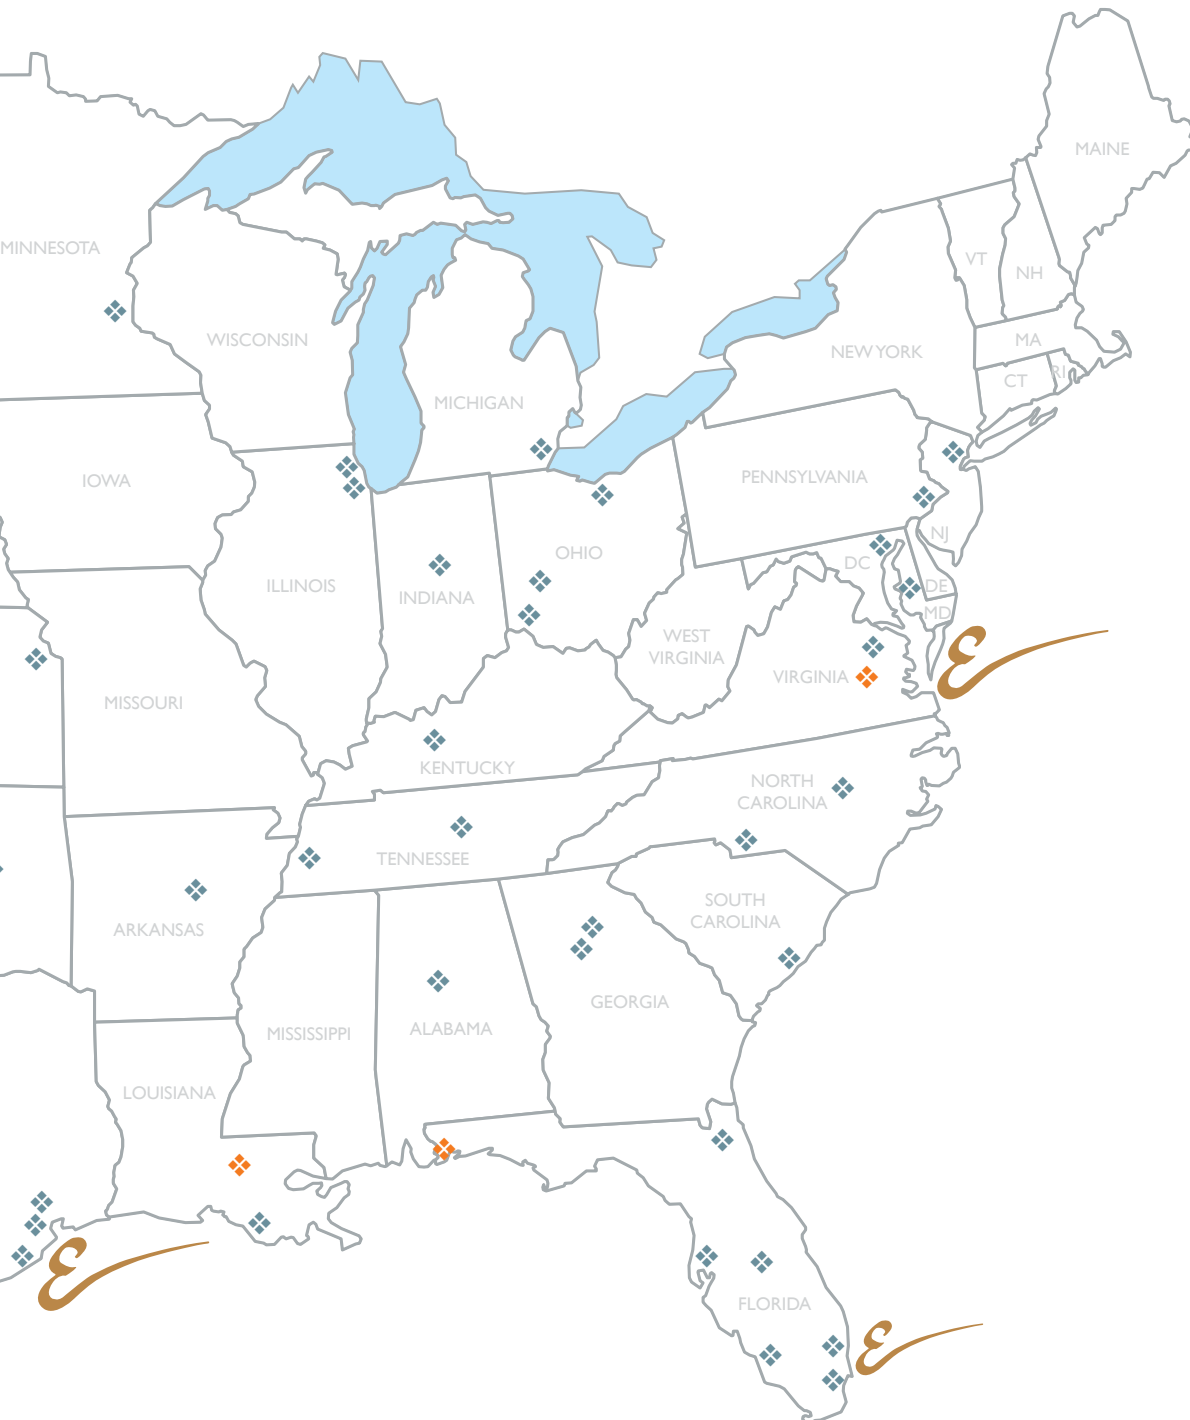 MAINE
MINNESOTA
VT
NH
WISCONSIN
MA
NEW YORK
RI
CT
MICHIGAN
IOWA
PENNSYLVANIA
NJ
OHIO
DC
ILLINOIS
DE
INDIANA
MD
WEST
VIRGINIA
VIRGINIA
MISSOURI
KENTUCKY
NORTH
CAROLINA
TENNESSEE
SOUTH
CAROLINA
ARKANSAS
GEORGIA
ALABAMA
MISSISSIPPI
LOUISIANA
FLORIDA
E
E
E